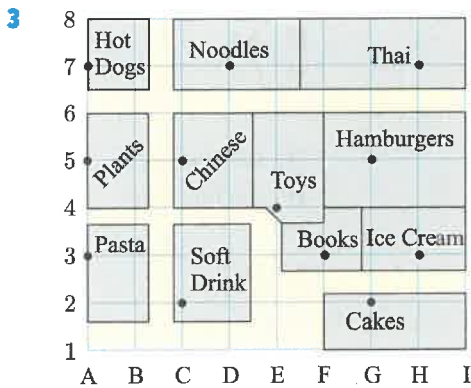 3
8
Hot
Dogs
Noodles
Thai
7
6
Plants
Chinese
Toys
Hamburgers
5
4
Pasta
Soft
Drink
Books
Ice Cream
3
2
Cakes
1
A B C D E F G H I